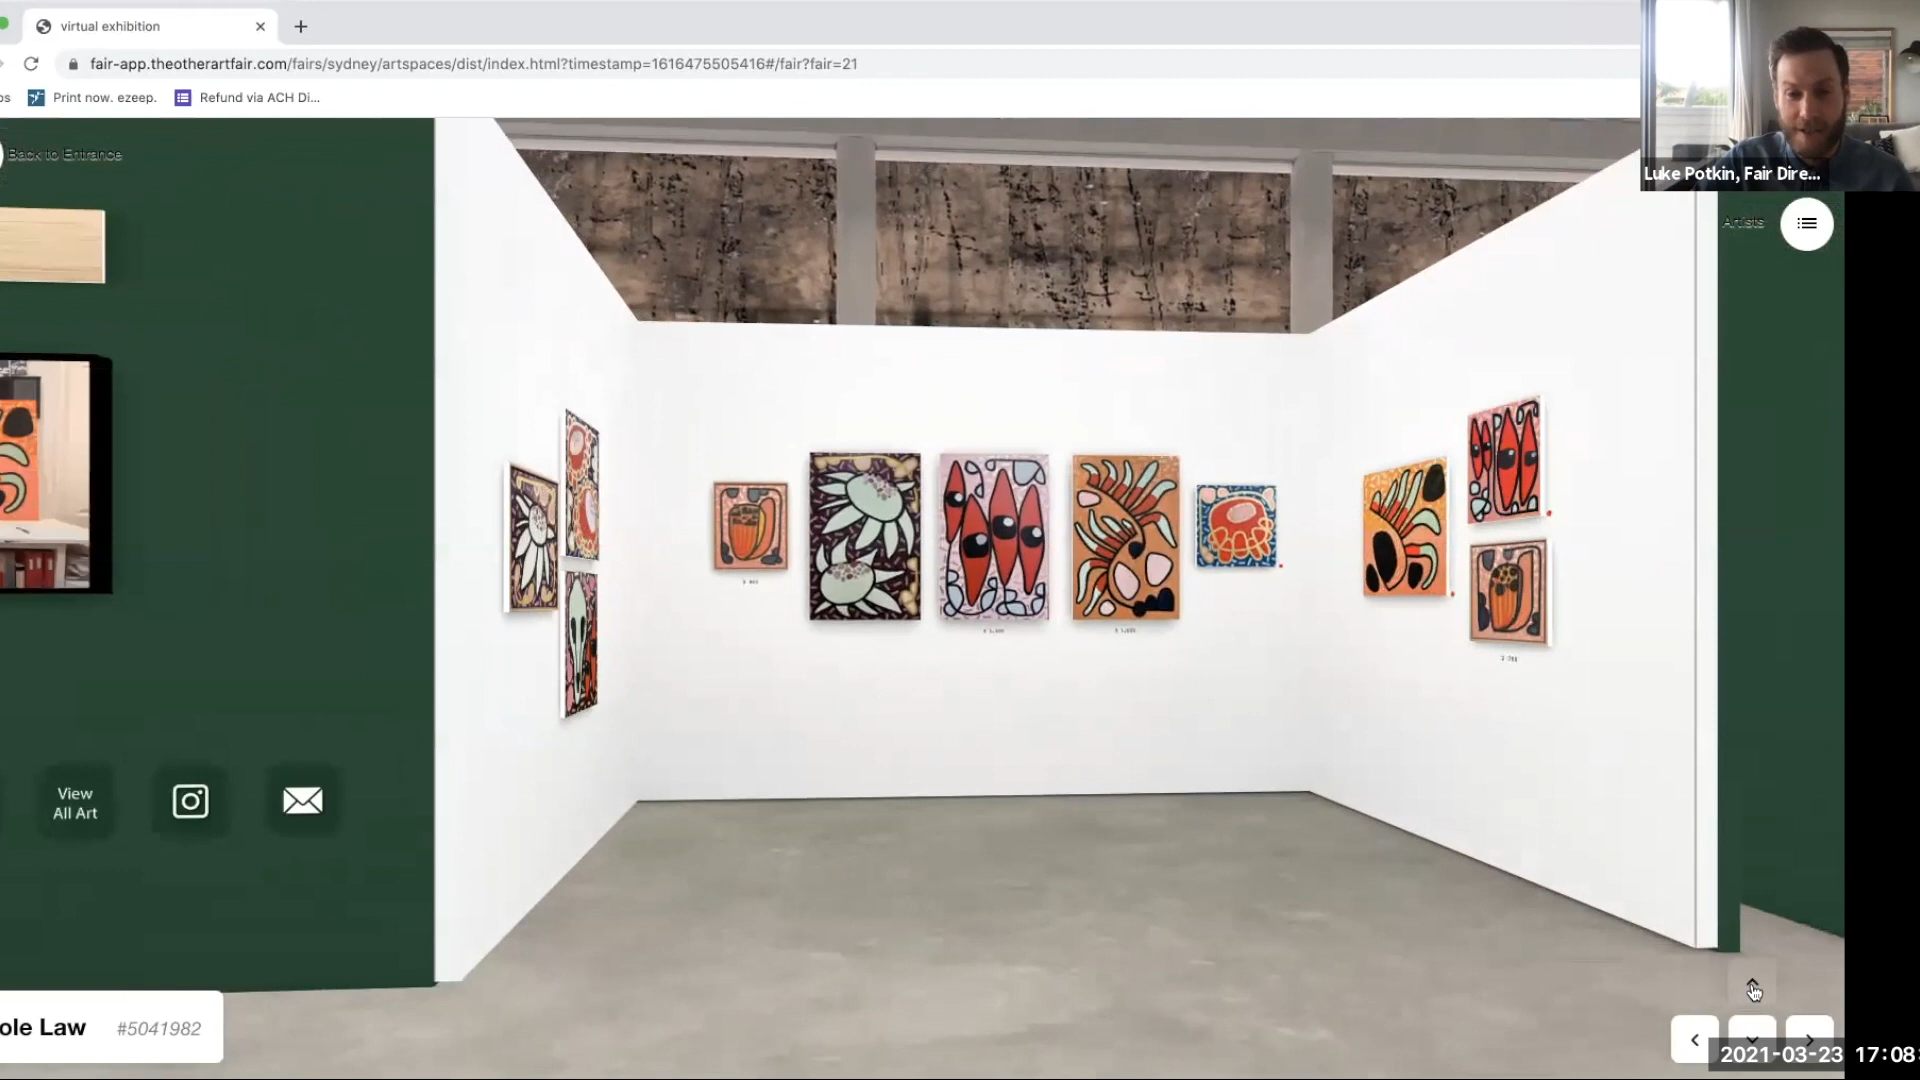 virtual exhibition
fair-app.theotherartfair.com/fairs/sydney/artspaces/dist/index.html?timestamp=1616475505416#/fair?fair=21
Print now. ezeep.
Refund via ACH Di...
Back to Entrance
Luke Potkin, Fair Dire...
Artists
View
All Art
ole Law #5041982
2021-03-23 17:08: